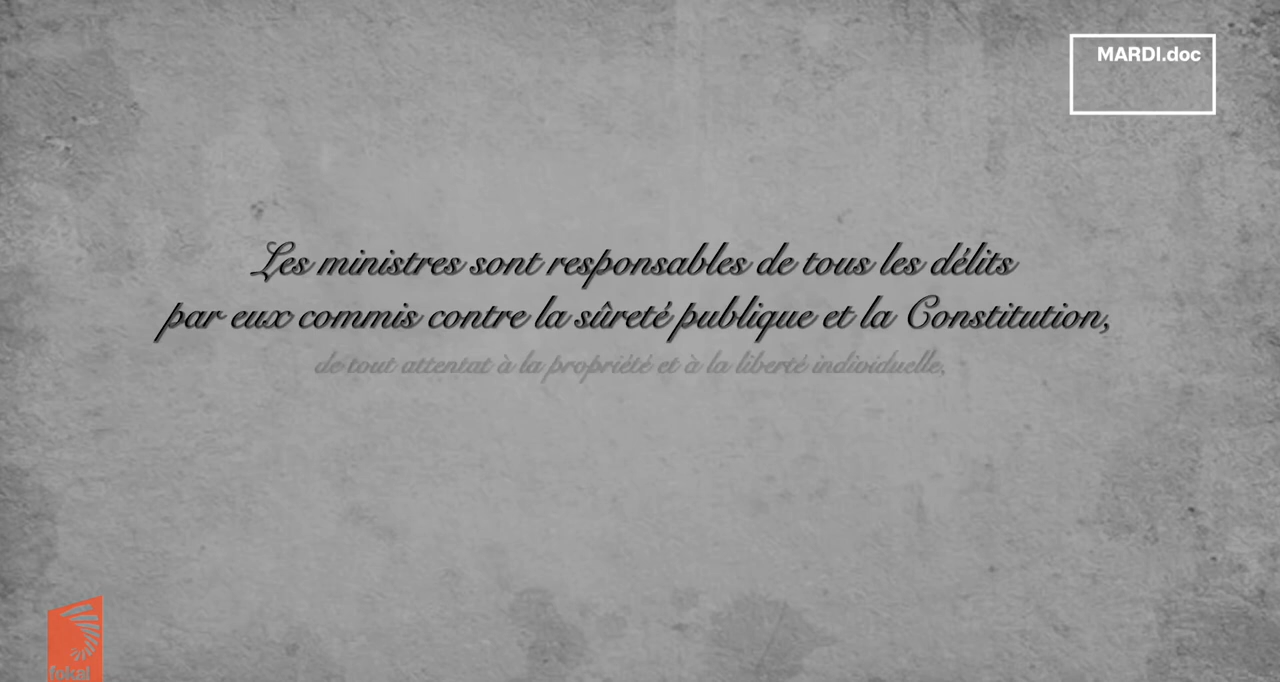 MARDI.doc
Les ministres sont responsables de tous les délits
par eux commis contre la sûreté publique et la Constitution,
de tout attentat à la propriété et à la liberté individuelle,
fokal